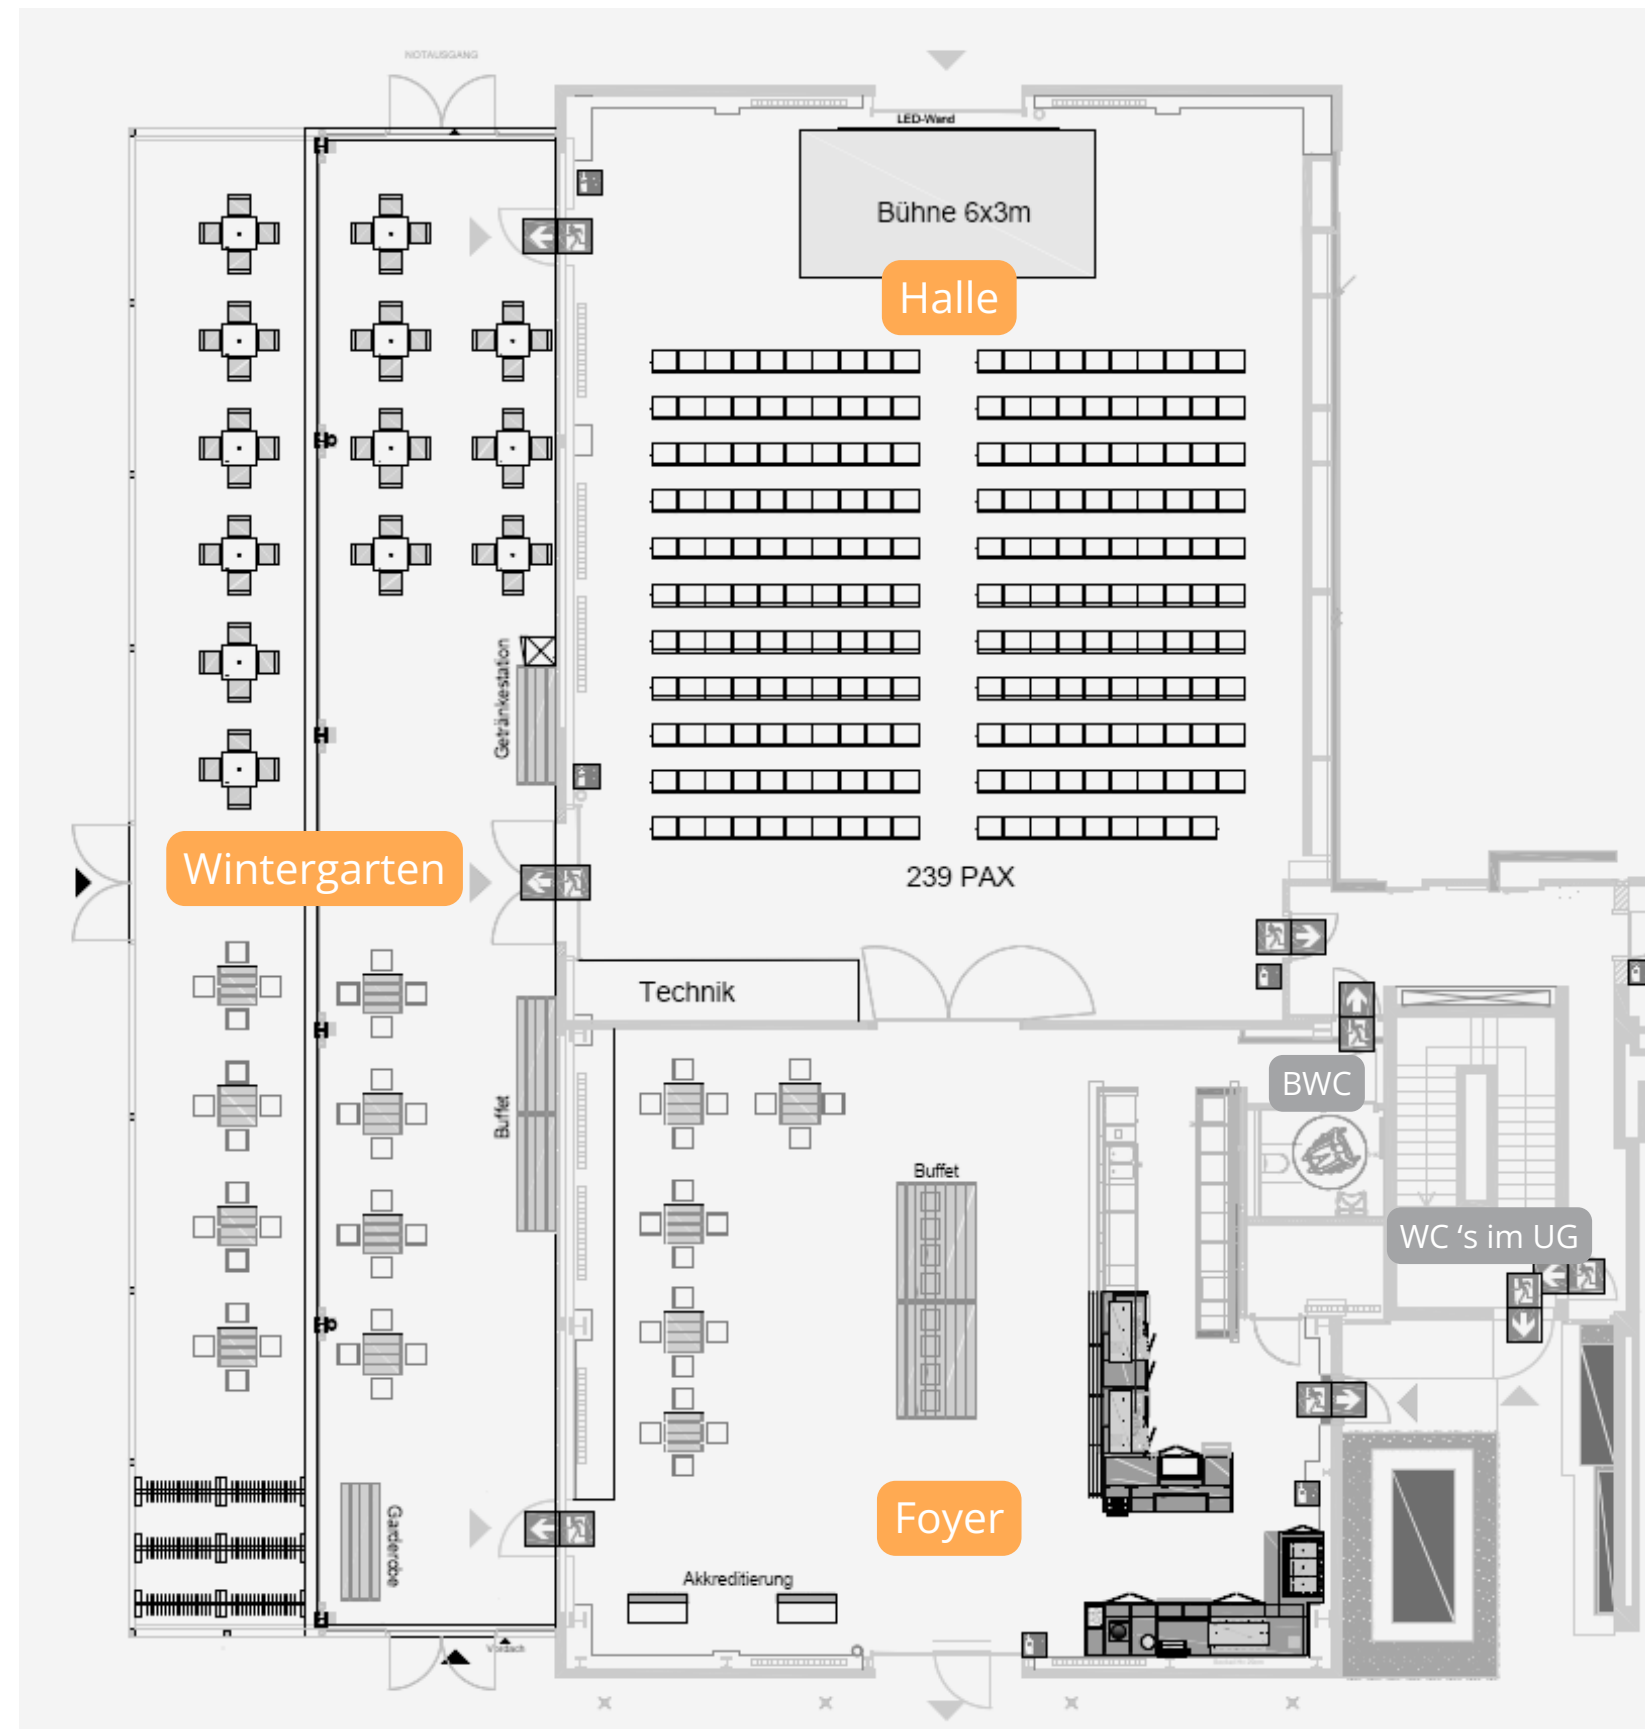 NOTAUSGANG
LED-Wand
Bühne 6x3m
Halle
Getränkestation
Wintergarten
239 PAX
Technik
BWC
Buffet
Buffet
WC ‘s im UG
Garderobe
Foyer
Akkreditierung
Vordach